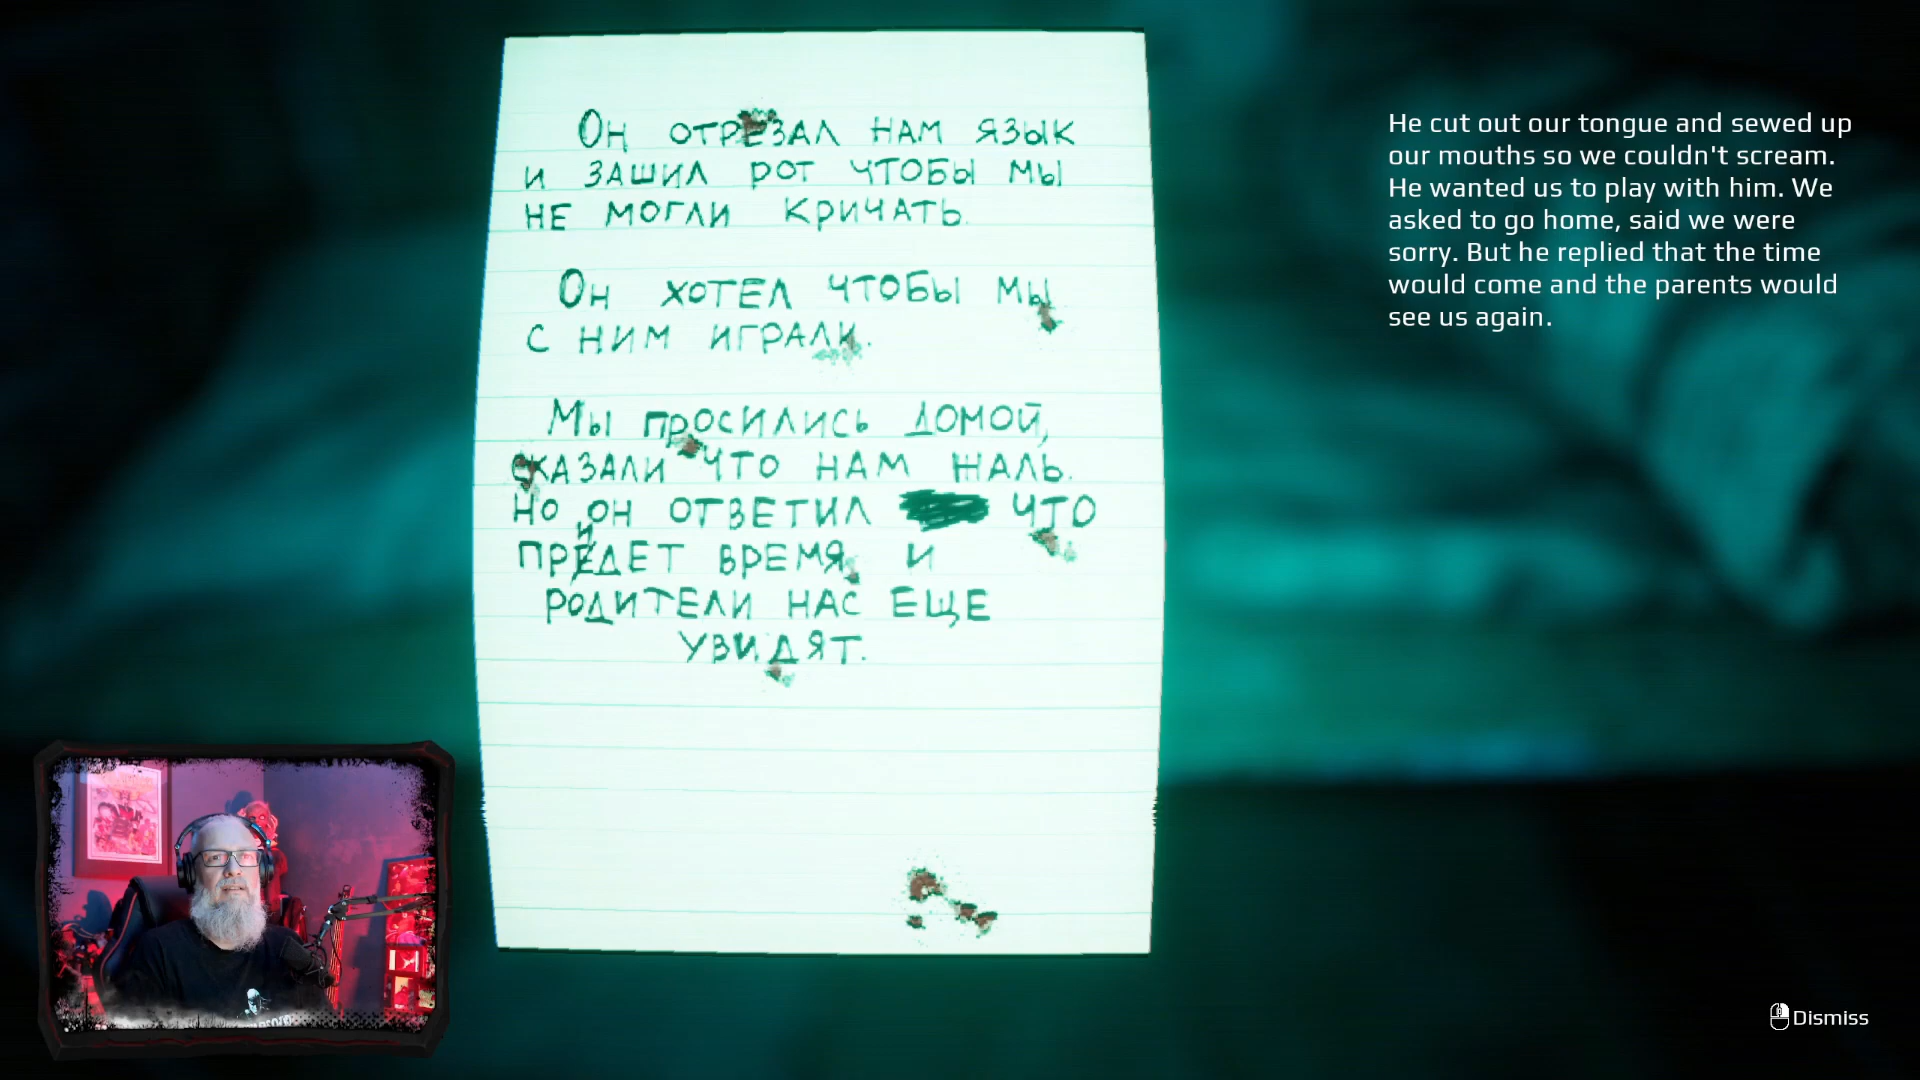 Он отрезал нам язык
и зашил рот чтобы мы
не могли кричать.
Он хотел чтобы мы
с ним играли.
Мы просились домой,
сказали что нам жаль.
Но он ответил что
придет время и
родители нас еще
увидят.
He cut out our tongue and sewed up
our mouths so we couldn't scream.
He wanted us to play with him. We
asked to go home, said we were
sorry. But he replied that the time
would come and the parents would
see us again.
Dismiss